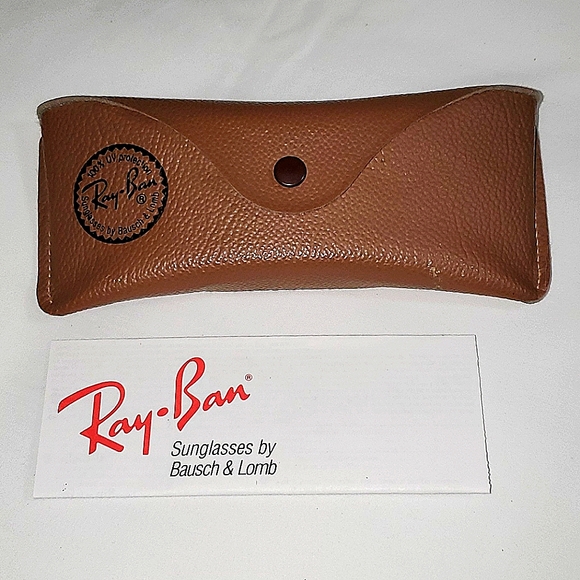 100% UV protection
Ray-Ban®
Sunglasses by Bausch & Lomb
Ray-Ban®
Sunglasses by
Bausch & Lomb